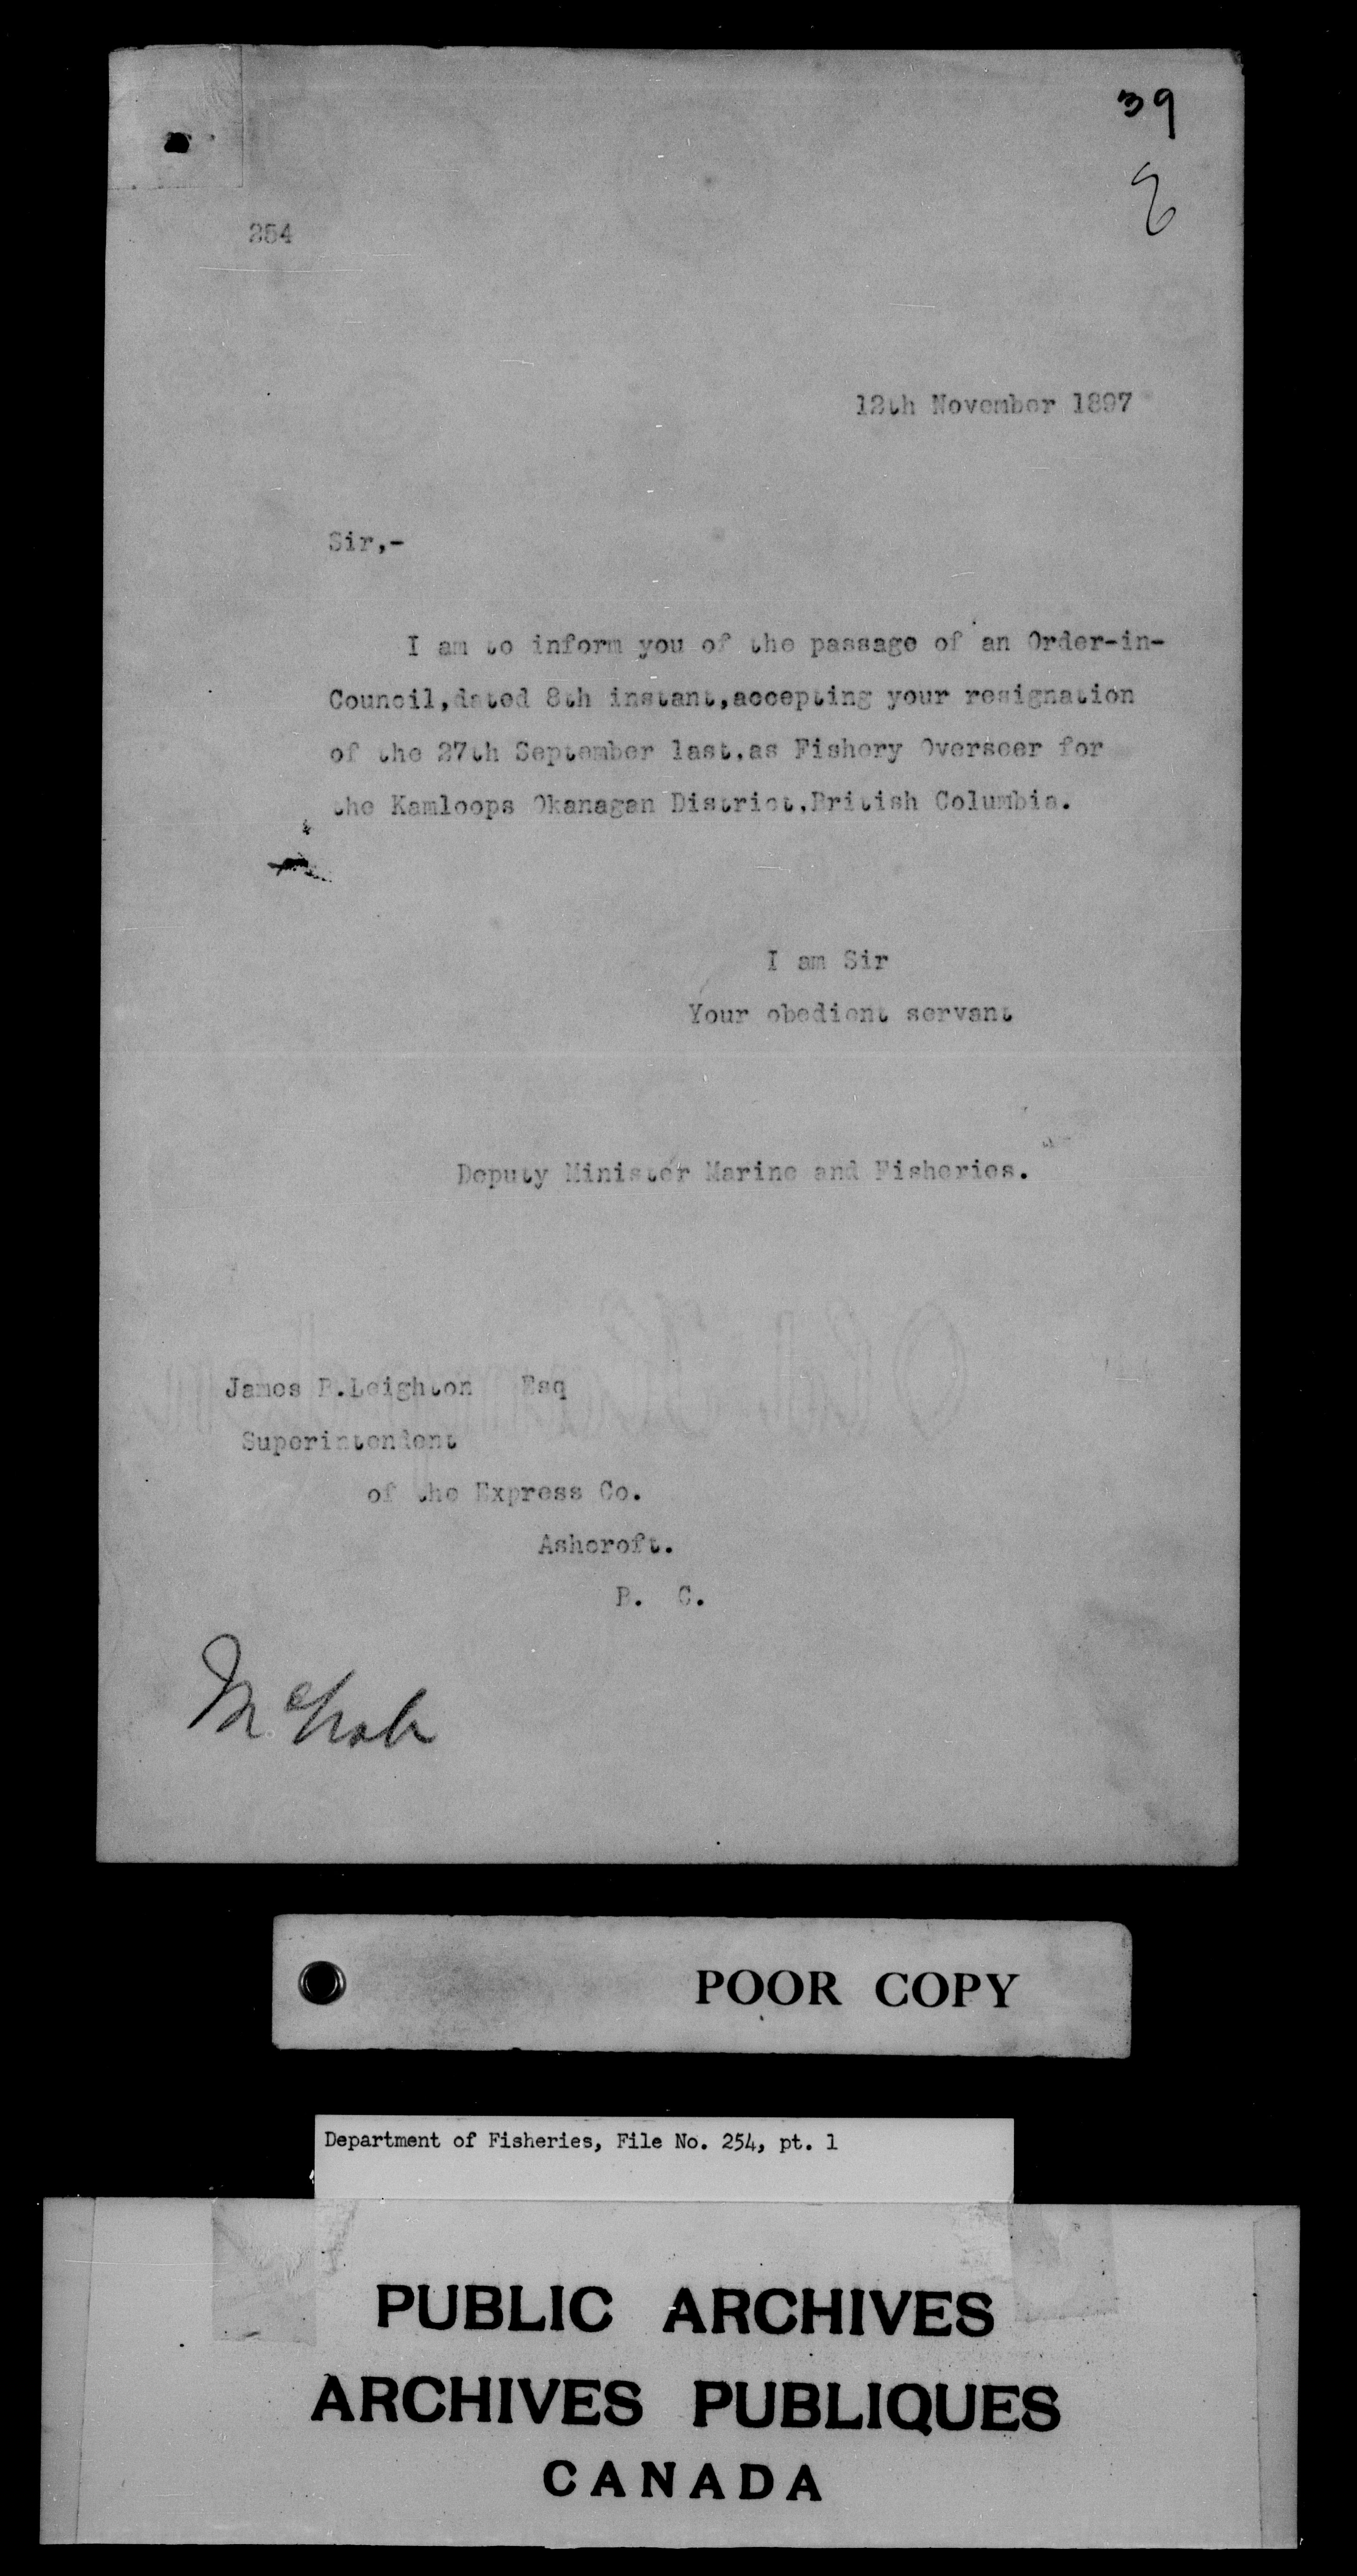 39
8
254
12th November 1897
Sir,-
I am to inform you of the passage of an Order-in-
Council,dated 8th instant,accepting your resignation
of the 27th September last,as Fishery Overseer for
the Kamloops Okanagan District,British Columbia.
I am Sir
Your obedient servant
Deputy Minister Marine and Fisheries.
James B.Leighton Esq
Superintendent
of the Express Co.
Ashcroft.
B. C.
McNab
POOR COPY
Department of Fisheries, File No. 254, pt. 1
PUBLIC ARCHIVES
ARCHIVES PUBLIQUES
CANADA